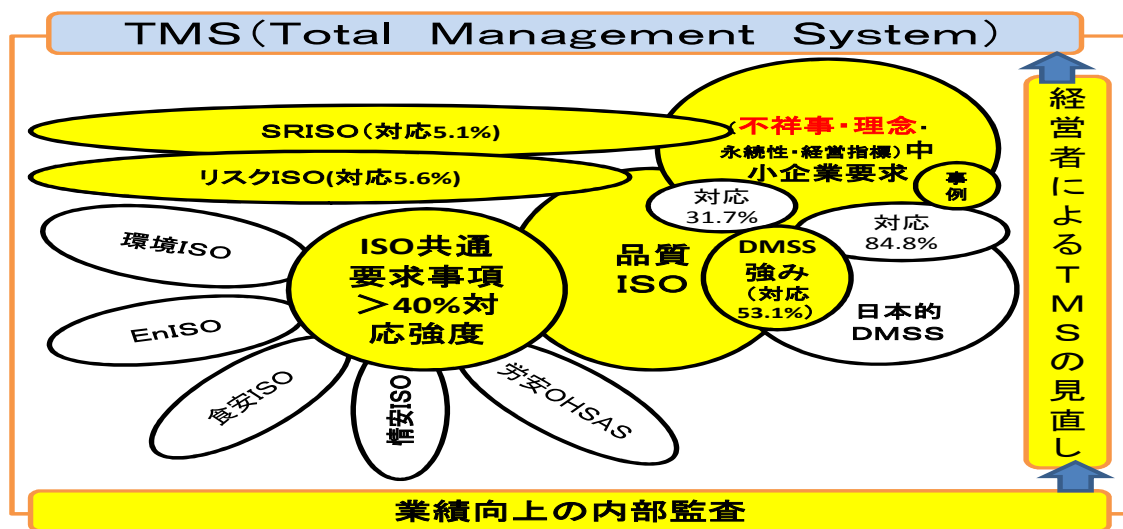 TMS(Total Management System)
SRISO(対応5.1%)
(不祥事・理念・
永続性・経営指標)中
小企業要求
リスクISO(対応5.6%)
事
例
対応
31.7%
対応
84.8%
環境ISO
ISO共通
要求事項
＞40%対
応強度
品質
ISO
DMSS
強み
(対応
53.1%)
日本的
DMSS
EnISO
食安ISO
情安ISO
労安OHSAS
経営者によるTMSの見直し
業績向上の内部監査